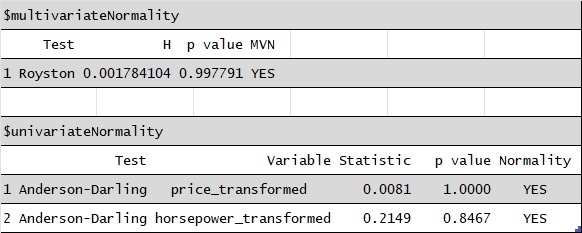 $multivariateNormality
Test H p value MVN
1 Royston 0.001784104 0.997791 YES
$univariateNormality
Test Variable Statistic p value Normality
1 Anderson-Darling price_transformed 0.0081 1.0000 YES
2 Anderson-Darling horsepower_transformed 0.2149 0.8467 YES